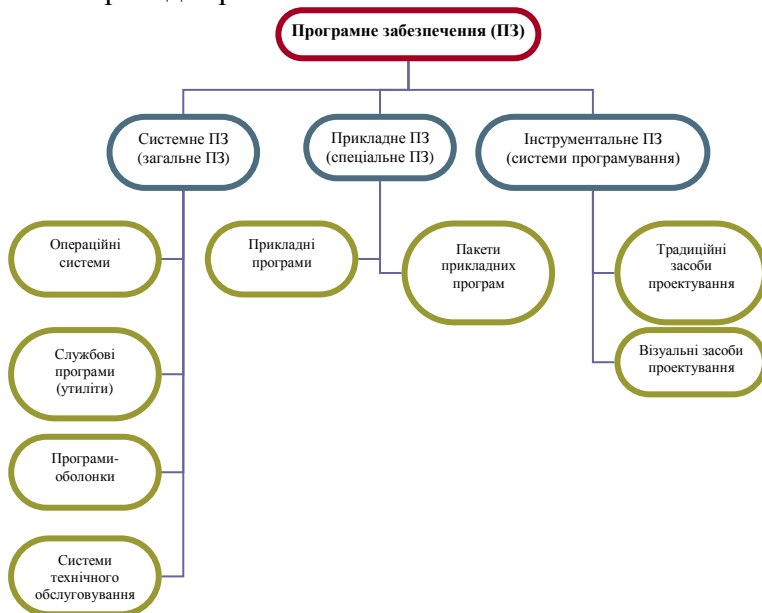 Програмне забезпечення (ПЗ)
Системне ПЗ
(загальне ПЗ)
Прикладне ПЗ
(спеціальне ПЗ)
Інструментальне ПЗ
(системи програмування)
Операційні
системи
Прикладні
програми
Пакети
прикладних
програм
Традиційні
засоби
проектування
Службові
програми
(утиліти)
Візуальні засоби
проектування
Програми-
оболонки
Системи
технічного
обслуговування